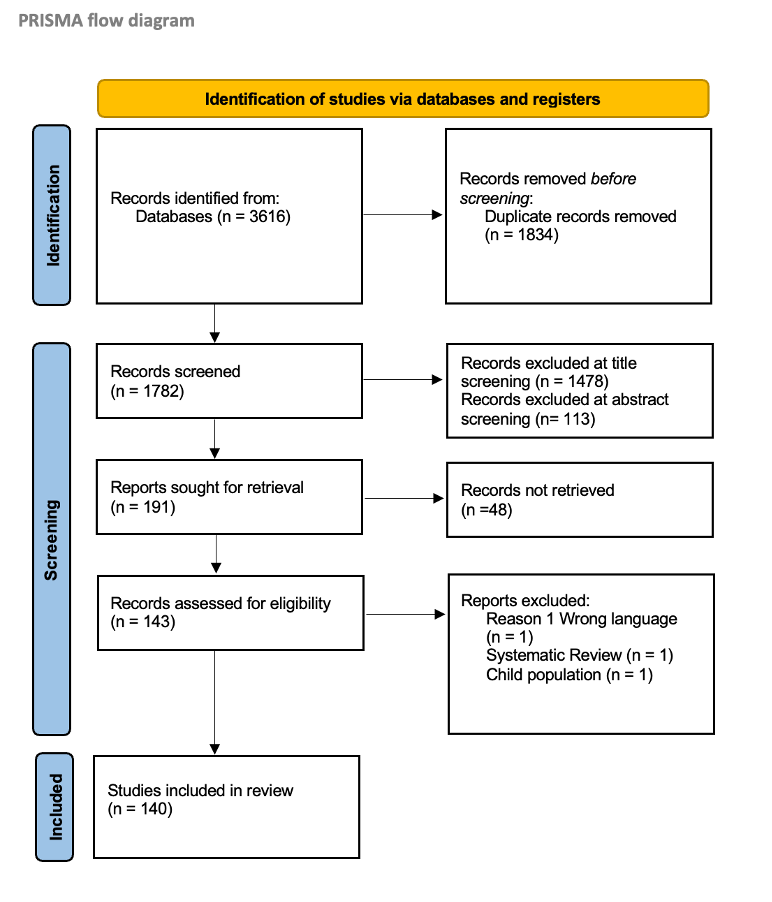 PRISMA flow diagram
Identification of studies via databases and registers
Identification
Records identified from:
Databases (n = 3616)
Records removed before
screening:
Duplicate records removed
(n = 1834)
Screening
Records screened
(n = 1782)
Records excluded at title
screening (n = 1478)
Records excluded at abstract
screening (n= 113)
Reports sought for retrieval
(n = 191)
Records not retrieved
(n =48)
Records assessed for eligibility
(n = 143)
Reports excluded:
Reason 1 Wrong language
(n = 1)
Systematic Review (n = 1)
Child population (n = 1)
Included
Studies included in review
(n = 140)